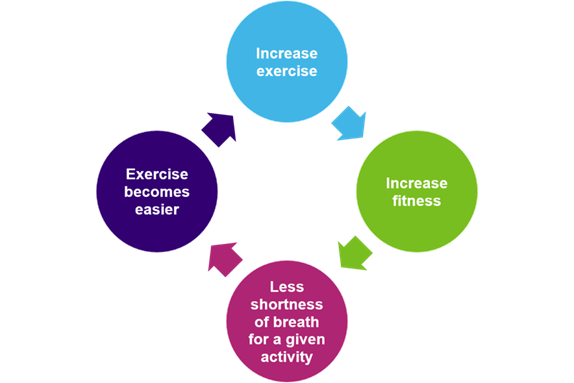 Increase
exercise
Increase
fitness
Less
shortness
of breath
for a given
activity
Exercise
becomes
easier